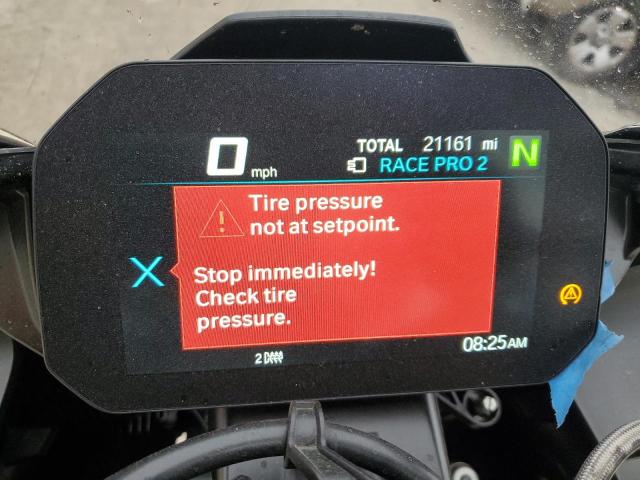 0 mph
TOTAL 21161 mi
N
RACE PRO 2
Tire pressure
not at setpoint.
X
Stop immediately!
Check tire
pressure.
2
08:25AM